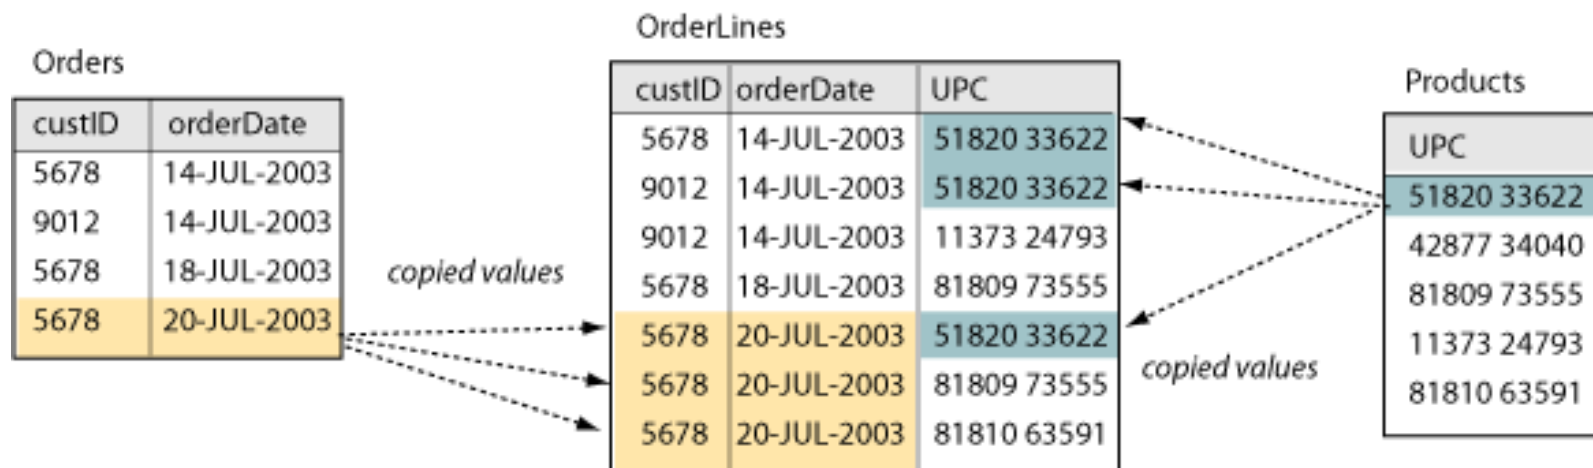 Orders
custID orderDate
5678 14-JUL-2003
9012 14-JUL-2003
5678 18-JUL-2003
5678 20-JUL-2003
copied values
OrderLines
custID orderDate UPC
5678 14-JUL-2003 51820 33622
9012 14-JUL-2003 51820 33622
9012 14-JUL-2003 11373 24793
5678 18-JUL-2003 81809 73555
5678 20-JUL-2003 51820 33622
5678 20-JUL-2003 81809 73555
5678 20-JUL-2003 81810 63591
copied values
Products
UPC
51820 33622
42877 34040
81809 73555
11373 24793
81810 63591